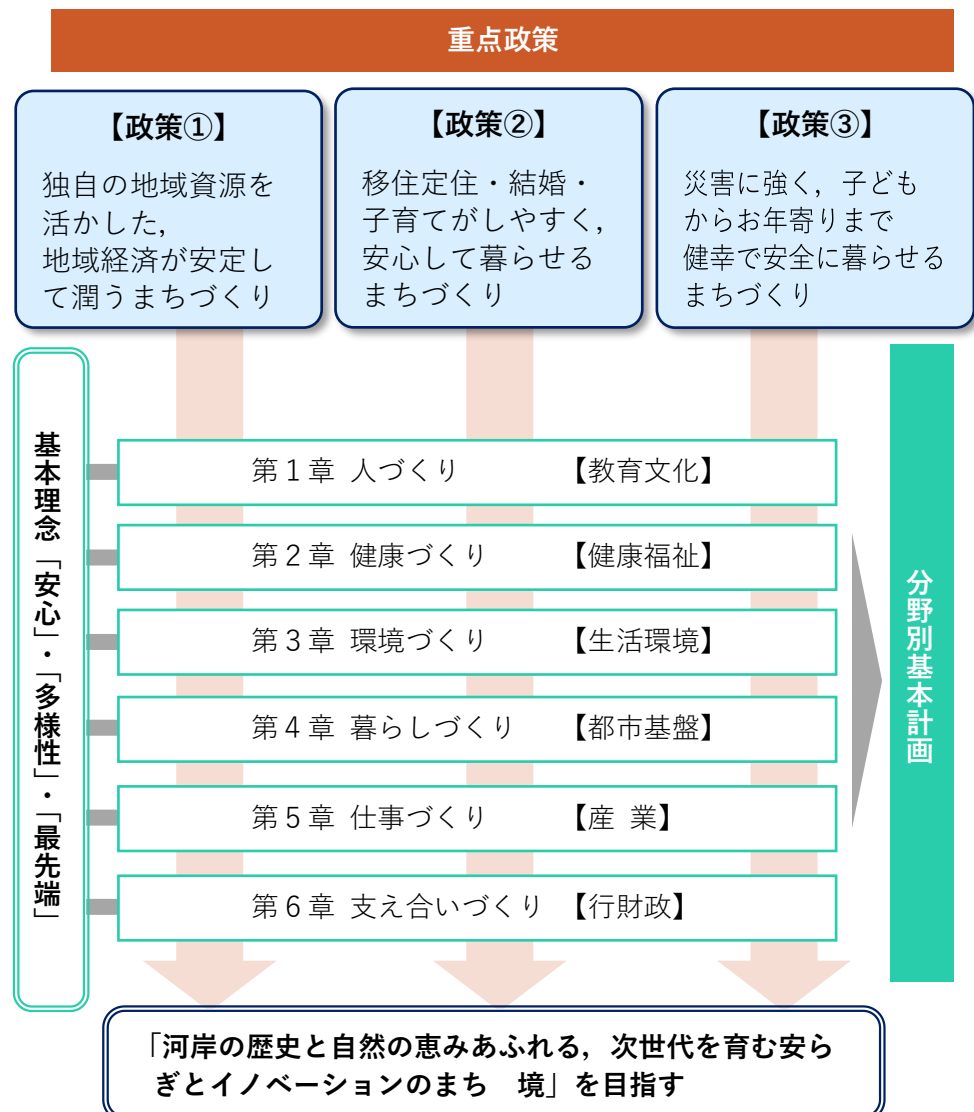 重点政策
【政策①】
独自の地域資源を
活かした,
地域経済が安定し
て潤うまちづくり
【政策②】
移住定住・結婚・
子育てがしやすく,
安心して暮らせる
まちづくり
【政策③】
災害に強く, 子ども
からお年寄りまで
健幸で安全に暮らせる
まちづくり
基本理念「安心」・「多様性」・「最先端」
第1章 人づくり 【教育文化】
第2章 健康づくり 【健康福祉】
第3章 環境づくり 【生活環境】
第4章 暮らしづくり 【都市基盤】
第5章 仕事づくり 【産 業】
第6章 支え合いづくり 【行財政】
分野別基本計画
「河岸の歴史と自然の恵みあふれる, 次世代を育む安ら
ぎとイノベーションのまち 境」を目指す